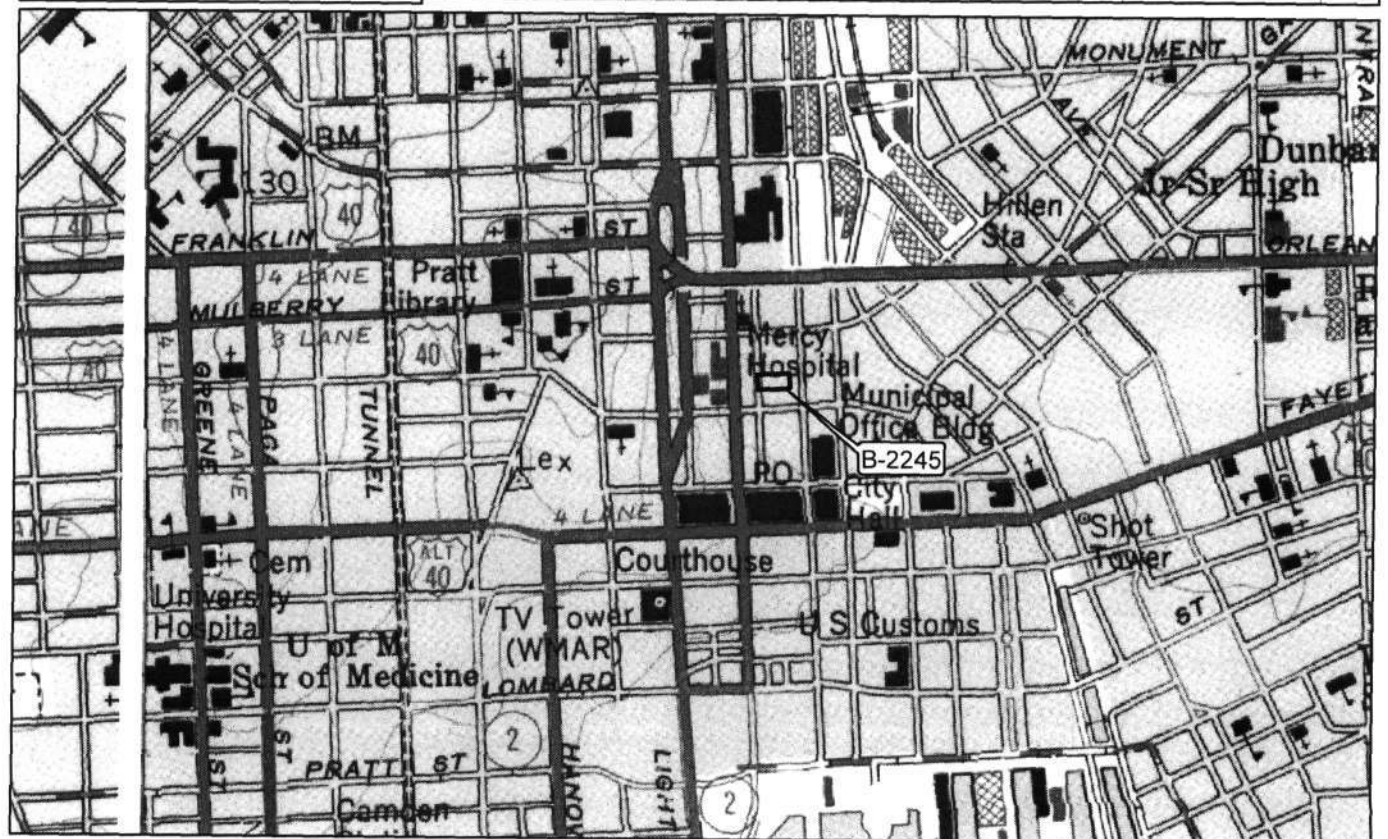 MONUMENT
AVE
BM
130
40
40
Dunbar
Jr-Sr High
Hillen
Sta
FRANKLIN
ST
ORLEAN
4 LANE
Pratt
Library
ST
MULBERRY
3 LANE
40
40
Mercy
Hospital
4 LANE
GREENE
4 LANE
PACA
TUNNEL
Municipal
Office Bldg
FAYET
B-2245
Lex
PO
City
Hall
4 LANE
LANE
Shot
Tower
Cem
ALT
40
Courthouse
University
Hospital
TV Tower
(WMAR)
U S Customs
ST
U of M
Sch of Medicine
LOMBARD
2
ST
ST
PRATT ST
HANOV
LIGHT
2
Camden